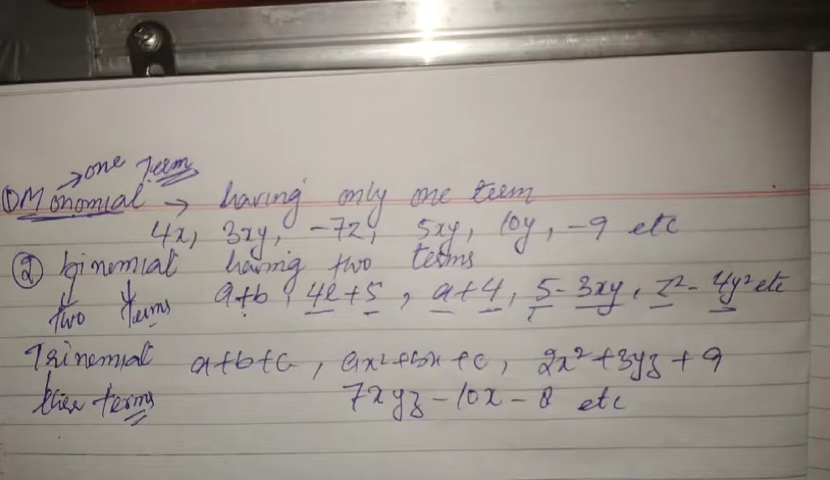 → one Term
① Monomial → having only one term
4x, 3xy, -7z, 5xy, 10y, -9 etc
② binomial having two terms
two terms a+b, 4l+5, a+4, 5-3xy, z²-4y² etc
Trinomial a+b+c, ax²+bx+c, 2x²+3yz+9
three terms 7xyz-10x-8 etc